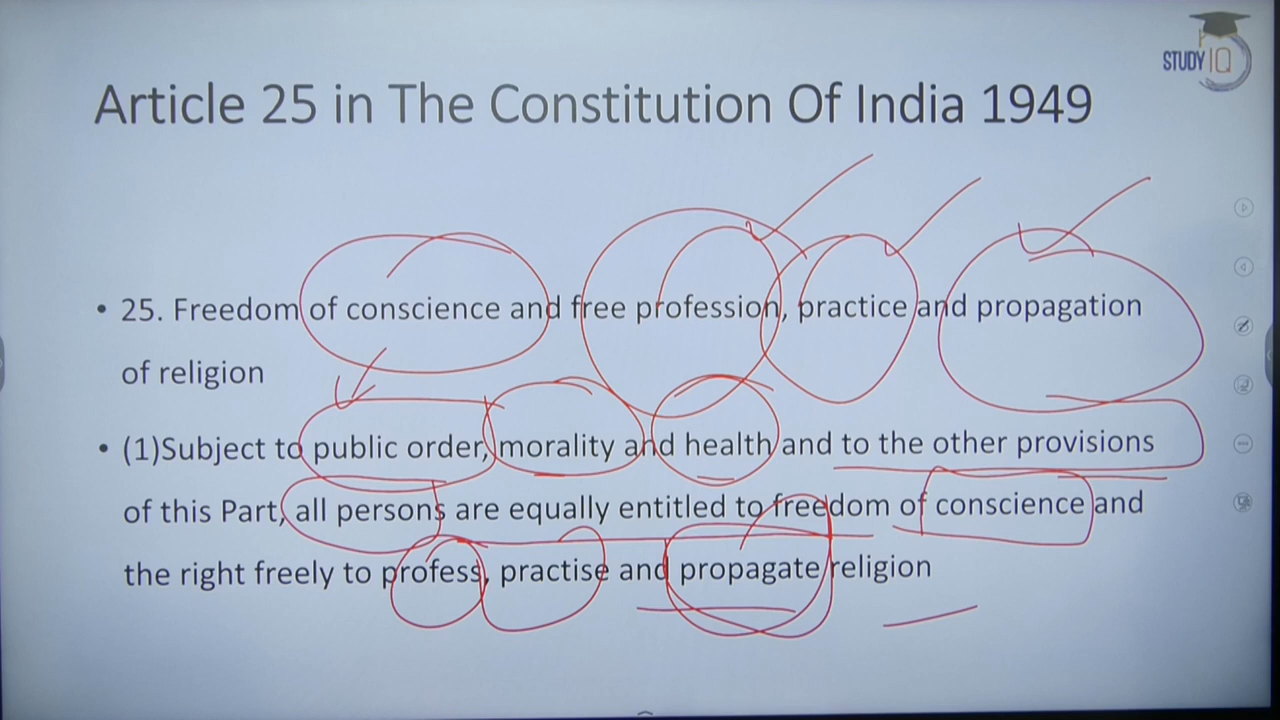 STUDY IQ
Article 25 in The Constitution Of India 1949
• 25. Freedom of conscience and free profession, practice and propagation
of religion
• (1)Subject to public order, morality and health and to the other provisions
of this Part, all persons are equally entitled to freedom of conscience and
the right freely to profess, practise and propagate religion